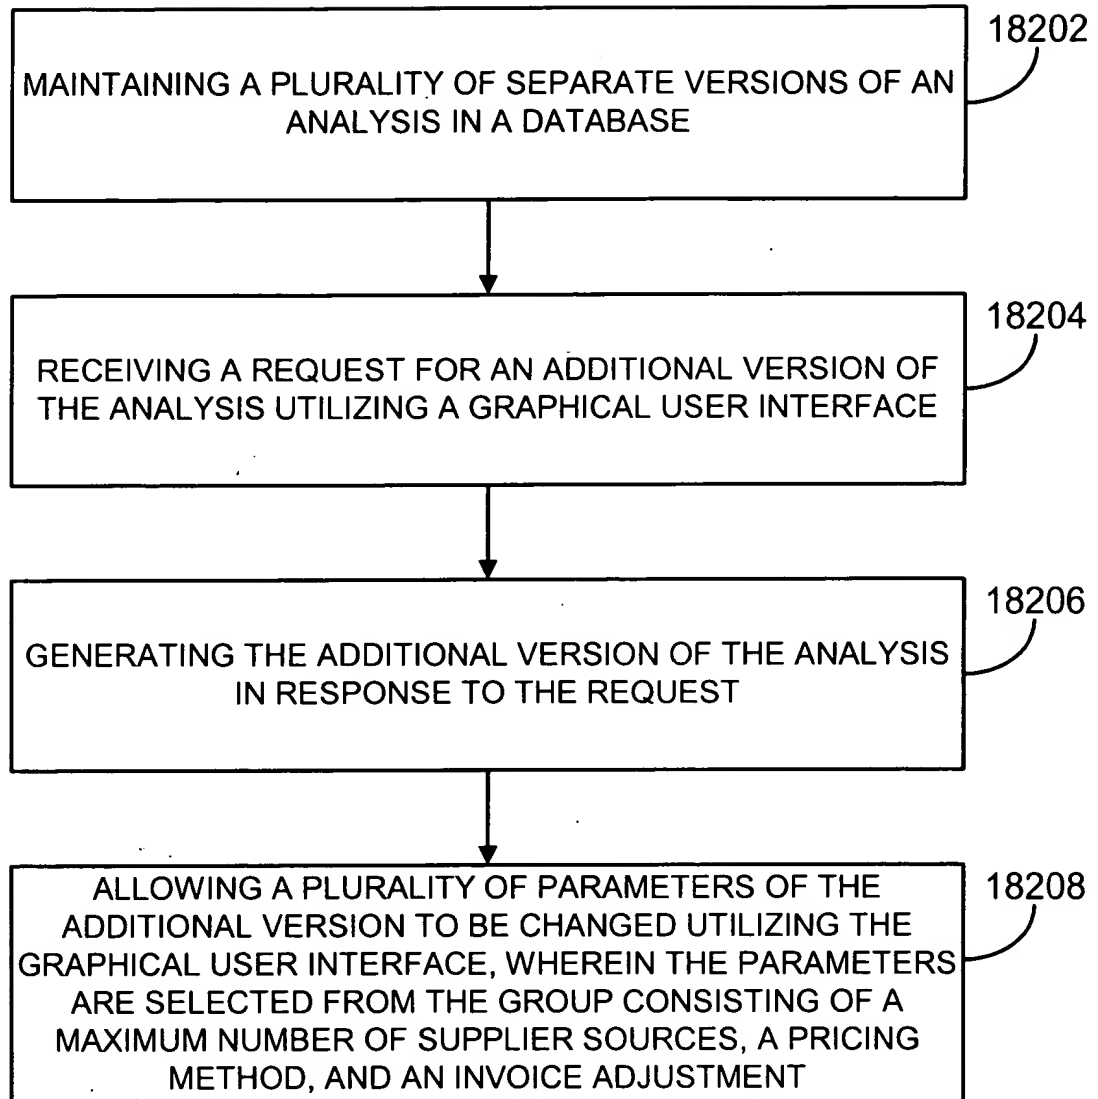 18202
MAINTAINING A PLURALITY OF SEPARATE VERSIONS OF AN
ANALYSIS IN A DATABASE
18204
RECEIVING A REQUEST FOR AN ADDITIONAL VERSION OF
THE ANALYSIS UTILIZING A GRAPHICAL USER INTERFACE
18206
GENERATING THE ADDITIONAL VERSION OF THE ANALYSIS
IN RESPONSE TO THE REQUEST
18208
ALLOWING A PLURALITY OF PARAMETERS OF THE
ADDITIONAL VERSION TO BE CHANGED UTILIZING THE
GRAPHICAL USER INTERFACE, WHEREIN THE PARAMETERS
ARE SELECTED FROM THE GROUP CONSISTING OF A
MAXIMUM NUMBER OF SUPPLIER SOURCES, A PRICING
METHOD, AND AN INVOICE ADJUSTMENT